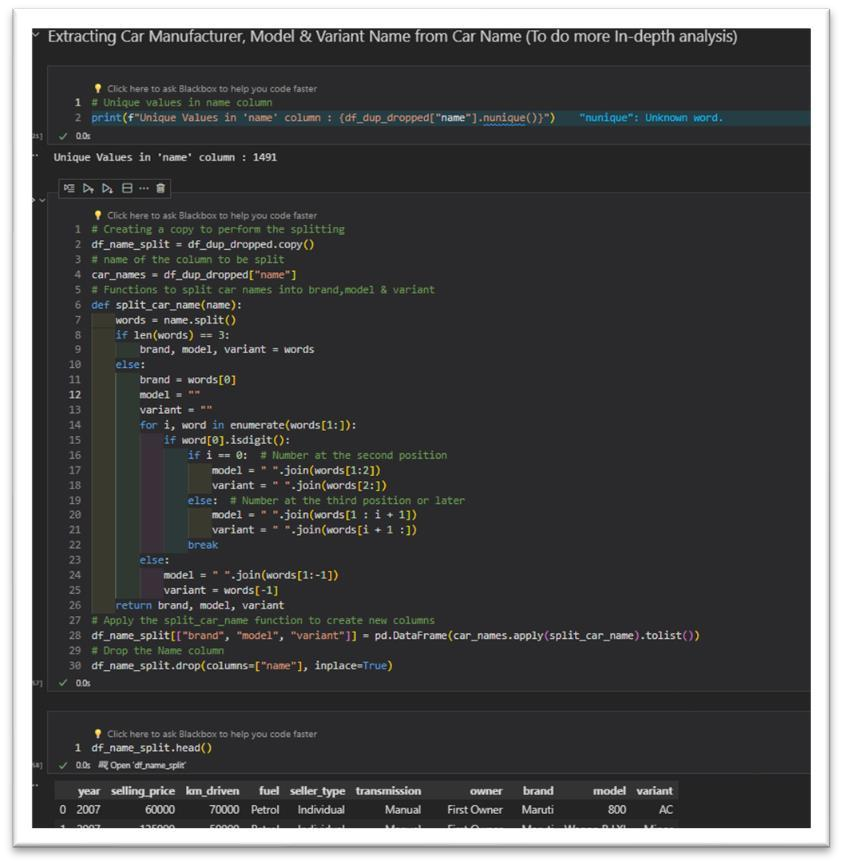 Extracting Car Manufacturer, Model & Variant Name from Car Name (To do more In-depth analysis)
Click here to ask Blackbox to help you code faster
1 # Unique values in name column
2 print(f"Unique Values in 'name' column : {df_dup_dropped["name"].nunique()}") "nunique": Unknown word.
0.0s
Unique Values in 'name' column : 1491
Click here to ask Blackbox to help you code faster
1 # Creating a copy to perform the splitting
2 df_name_split = df_dup_dropped.copy()
3 # name of the column to be split
4 car_names = df_dup_dropped["name"]
5 # Functions to split car names into brand,model & variant
6 def split_car_name(name):
7 words = name.split()
8 if len(words) == 3:
9 brand, model, variant = words
10 else:
11 brand = words[0]
12 model = ""
13 variant = ""
14 for i, word in enumerate(words[1:]):
15 if word[0].isdigit():
16 if i == 0: # Number at the second position
17 model = " ".join(words[1:2])
18 variant = " ".join(words[2:])
19 else: # Number at the third position or later
20 model = " ".join(words[1 : i + 1])
21 variant = " ".join(words[i + 1 :])
22 break
23 else:
24 model = " ".join(words[1:-1])
25 variant = words[-1]
26 return brand, model, variant
27 # Apply the split_car_name function to create new columns
28 df_name_split[["brand", "model", "variant"]] = pd.DataFrame(car_names.apply(split_car_name).tolist())
29 # Drop the Name column
30 df_name_split.drop(columns=["name"], inplace=True)
0.0s
Click here to ask Blackbox to help you code faster
1 df_name_split.head()
0.0s Open 'df_name_split'
year selling_price km_driven fuel seller_type transmission owner brand model variant
0 2007 60000 70000 Petrol Individual Manual First Owner Maruti 800 AC